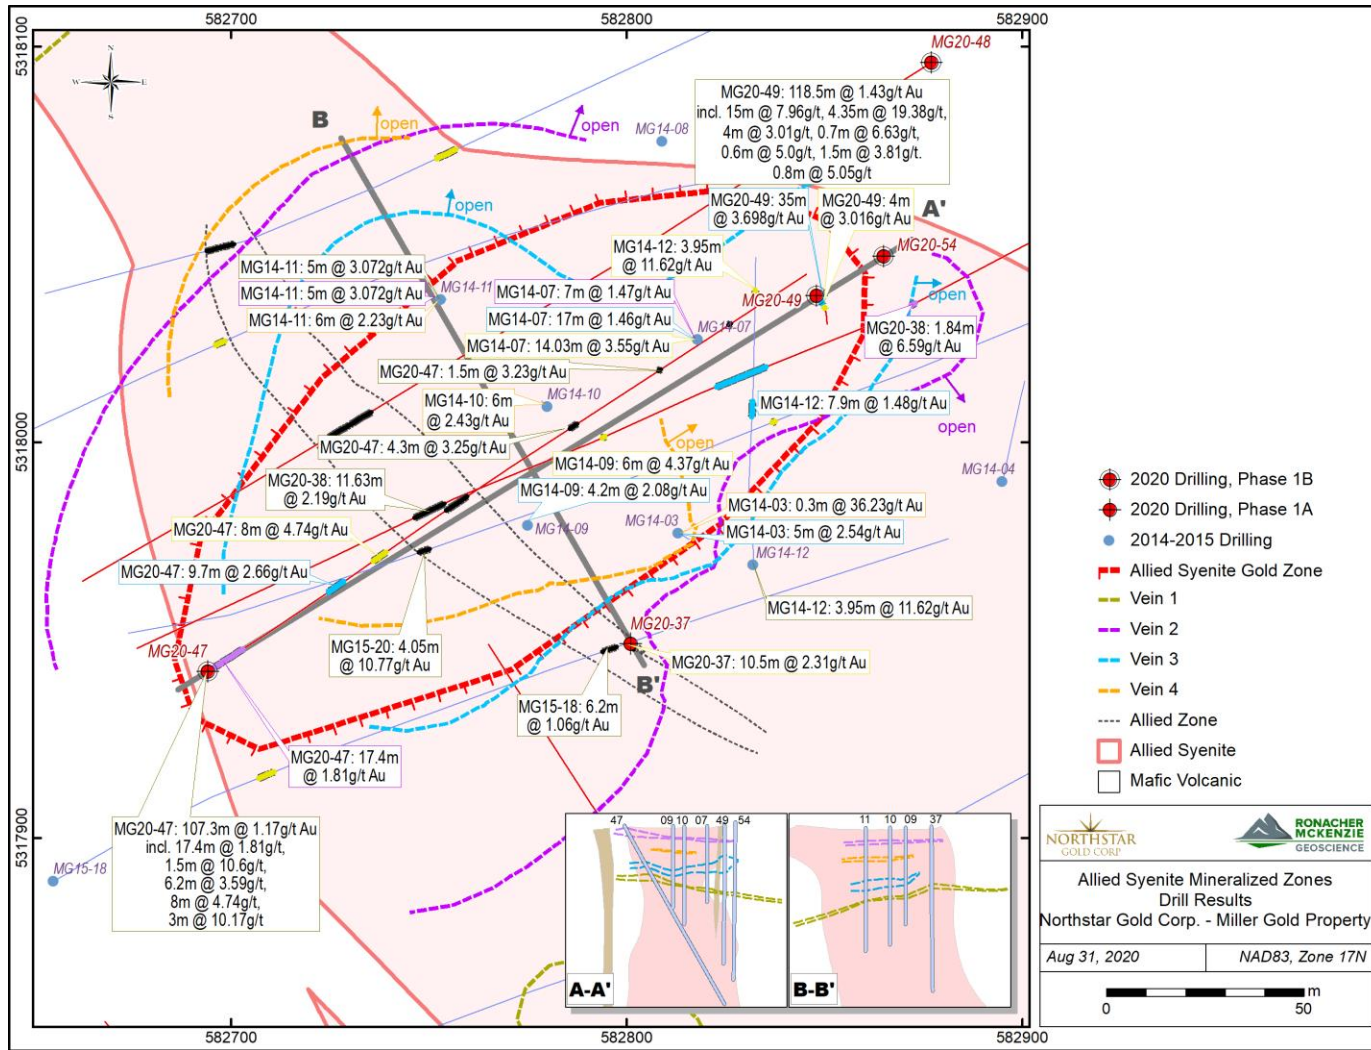 582700
582800
582900
5318100
5318000
5317900
N
W
E
S
MG20-48
B
open
open
MG14-08
MG20-49: 118.5m @ 1.43g/t Au
incl. 15m @ 7.96g/t, 4.35m @ 19.38g/t,
4m @ 3.01g/t, 0.7m @ 6.63g/t,
0.6m @ 5.0g/t, 1.5m @ 3.81g/t.
0.8m @ 5.05g/t
MG20-49: 35m
@ 3.698g/t Au
MG20-49: 4m
@ 3.016g/t Au
A'
open
MG20-54
MG14-12: 3.95m
@ 11.62g/t Au
MG14-11: 5m @ 3.072g/t Au
MG14-11
MG14-11: 5m @ 3.072g/t Au
MG14-11: 6m @ 2.23g/t Au
MG14-07: 7m @ 1.47g/t Au
MG20-49
open
MG14-07: 17m @ 1.46g/t Au
MG14-07
MG14-07: 14.03m @ 3.55g/t Au
MG20-38: 1.84m
@ 6.59g/t Au
MG20-47: 1.5m @ 3.23g/t Au
MG14-10
MG14-10: 6m
@ 2.43g/t Au
MG14-12: 7.9m @ 1.48g/t Au
open
MG20-47: 4.3m @ 3.25g/t Au
open
MG14-09: 6m @ 4.37g/t Au
MG14-04
MG20-38: 11.63m
@ 2.19g/t Au
MG14-09: 4.2m @ 2.08g/t Au
MG14-03: 0.3m @ 36.23g/t Au
MG20-47: 8m @ 4.74g/t Au
MG14-09
MG14-03
MG14-03: 5m @ 2.54g/t Au
MG14-12
MG20-47: 9.7m @ 2.66g/t Au
MG14-12: 3.95m @ 11.62g/t Au
MG20-37
MG20-47
MG15-20: 4.05m
@ 10.77g/t Au
MG20-37: 10.5m @ 2.31g/t Au
B'
MG15-18: 6.2m
@ 1.06g/t Au
MG20-47: 17.4m
@ 1.81g/t Au
MG20-47: 107.3m @ 1.17g/t Au
incl. 17.4m @ 1.81g/t,
1.5m @ 10.6g/t,
6.2m @ 3.59g/t,
8m @ 4.74g/t,
3m @ 10.17g/t
MG15-18
47
09
10
07
49
54
A-A'
11
10
09
37
B-B'
582700
582800
582900
2020 Drilling, Phase 1B
2020 Drilling, Phase 1A
2014-2015 Drilling
Allied Syenite Gold Zone
Vein 1
Vein 2
Vein 3
Vein 4
Allied Zone
Allied Syenite
Mafic Volcanic
NORTHSTAR
GOLD CORP
RONACHER
MCKENZIE
GEOSCIENCE
Allied Syenite Mineralized Zones
Drill Results
Northstar Gold Corp. - Miller Gold Property
Aug 31, 2020
NAD83, Zone 17N
m
0
50